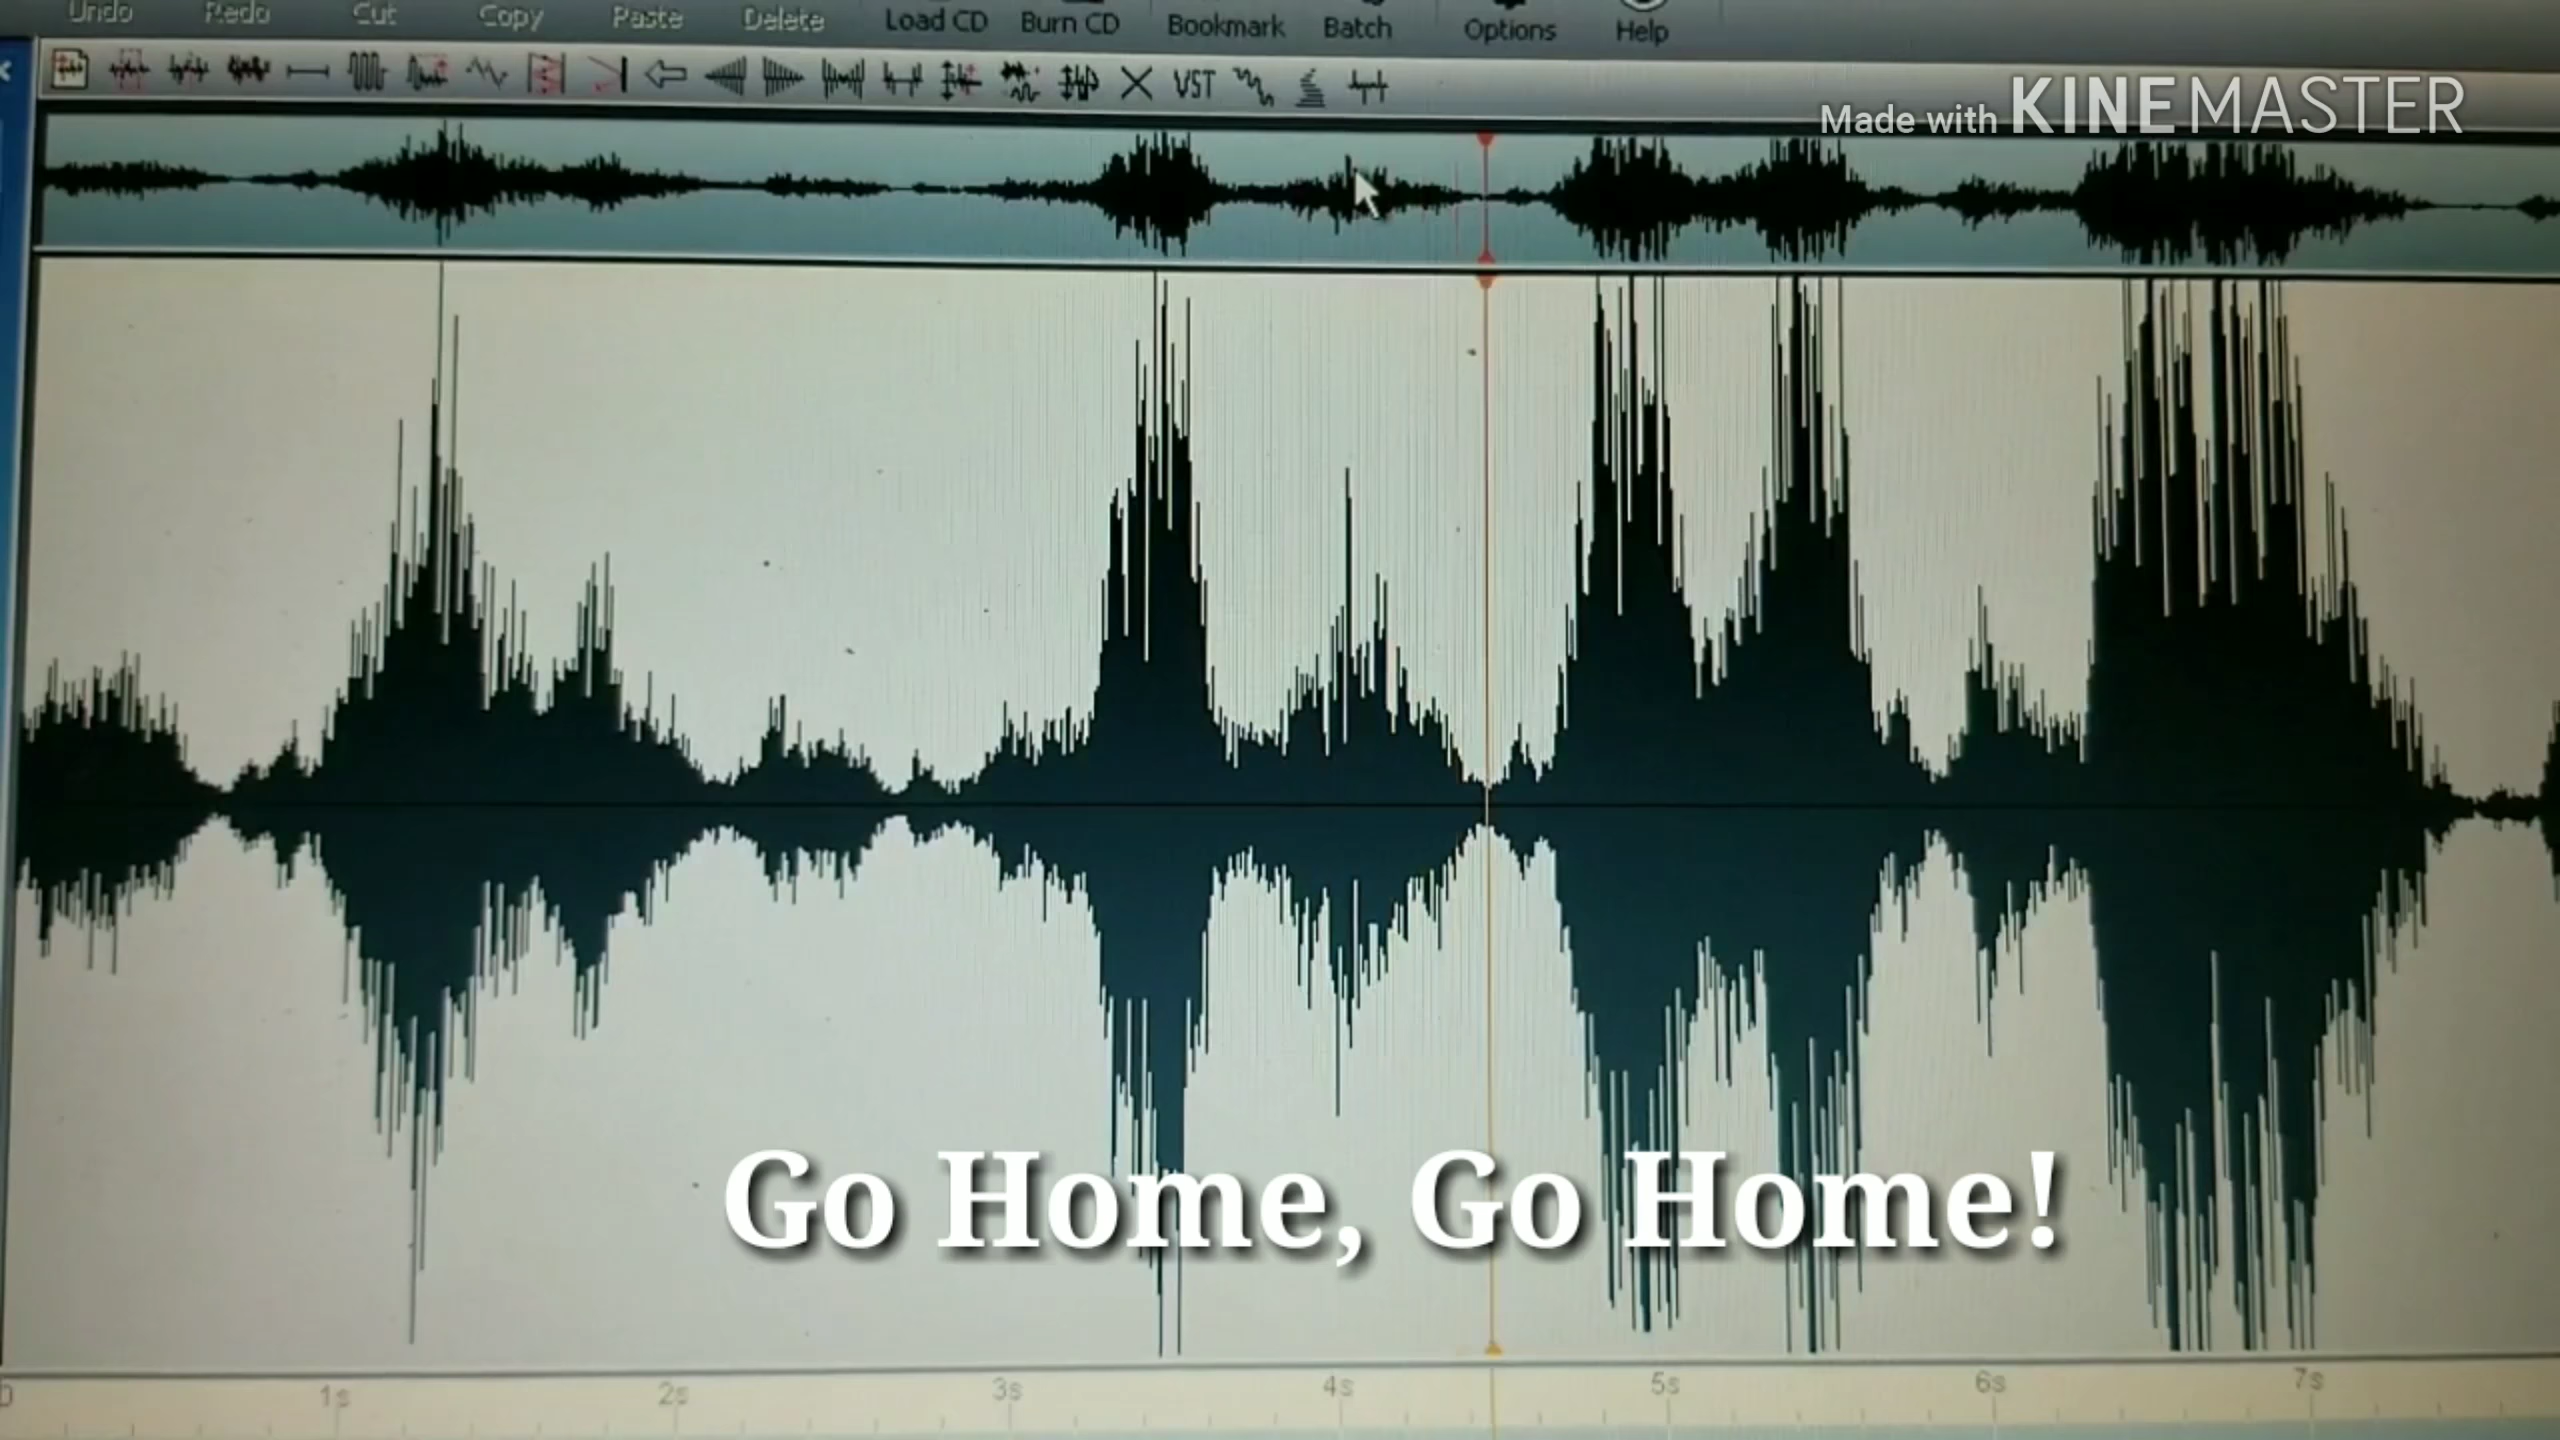 Undo Redo Cut Copy Paste Delete Load CD Burn CD Bookmark Batch Options Help
VST
Made with KINEMASTER
Go Home, Go Home!
0 1s 2s 3s 4s 5s 6s 7s